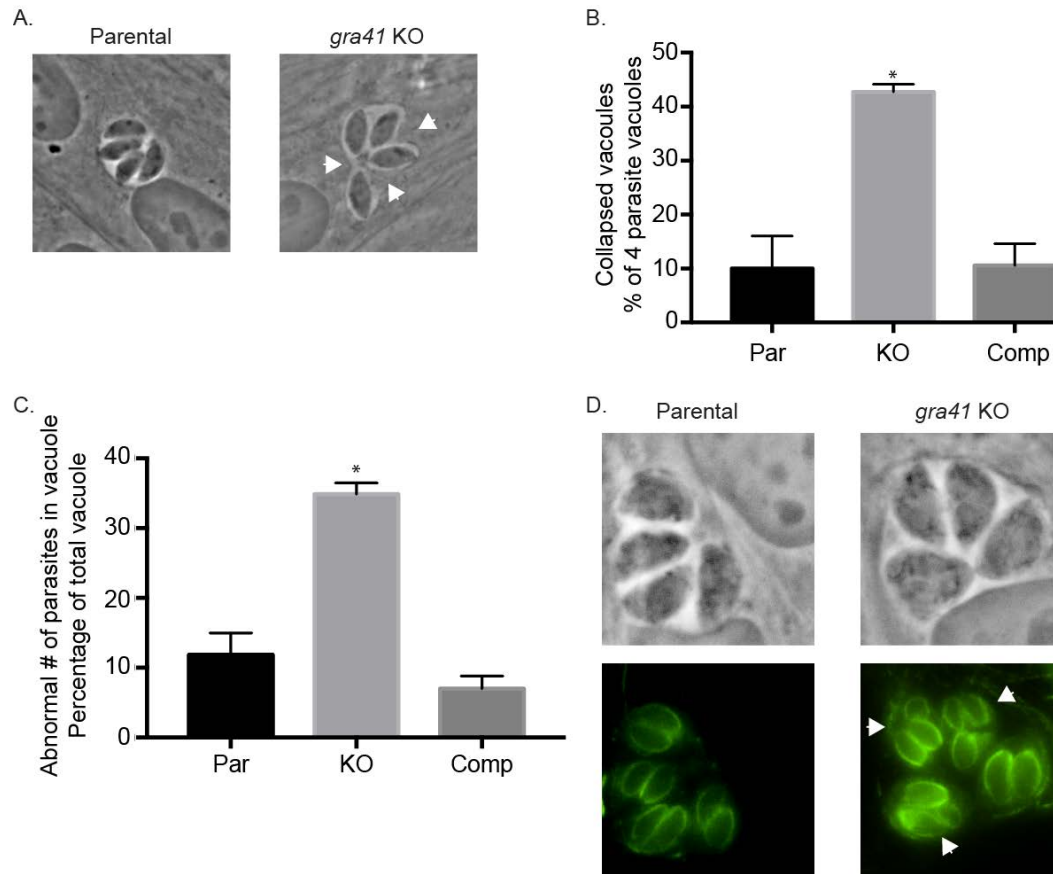 A.
Parental
gra41 KO
B.
Collapsed vacoules
% of 4 parasite vacuoles
50
40
30
20
10
0
*
Par
KO
Comp
C.
Abnormal # of parasites in vacuole
Percentage of total vacuole
40
30
20
10
0
*
Par
KO
Comp
D.
Parental
gra41 KO